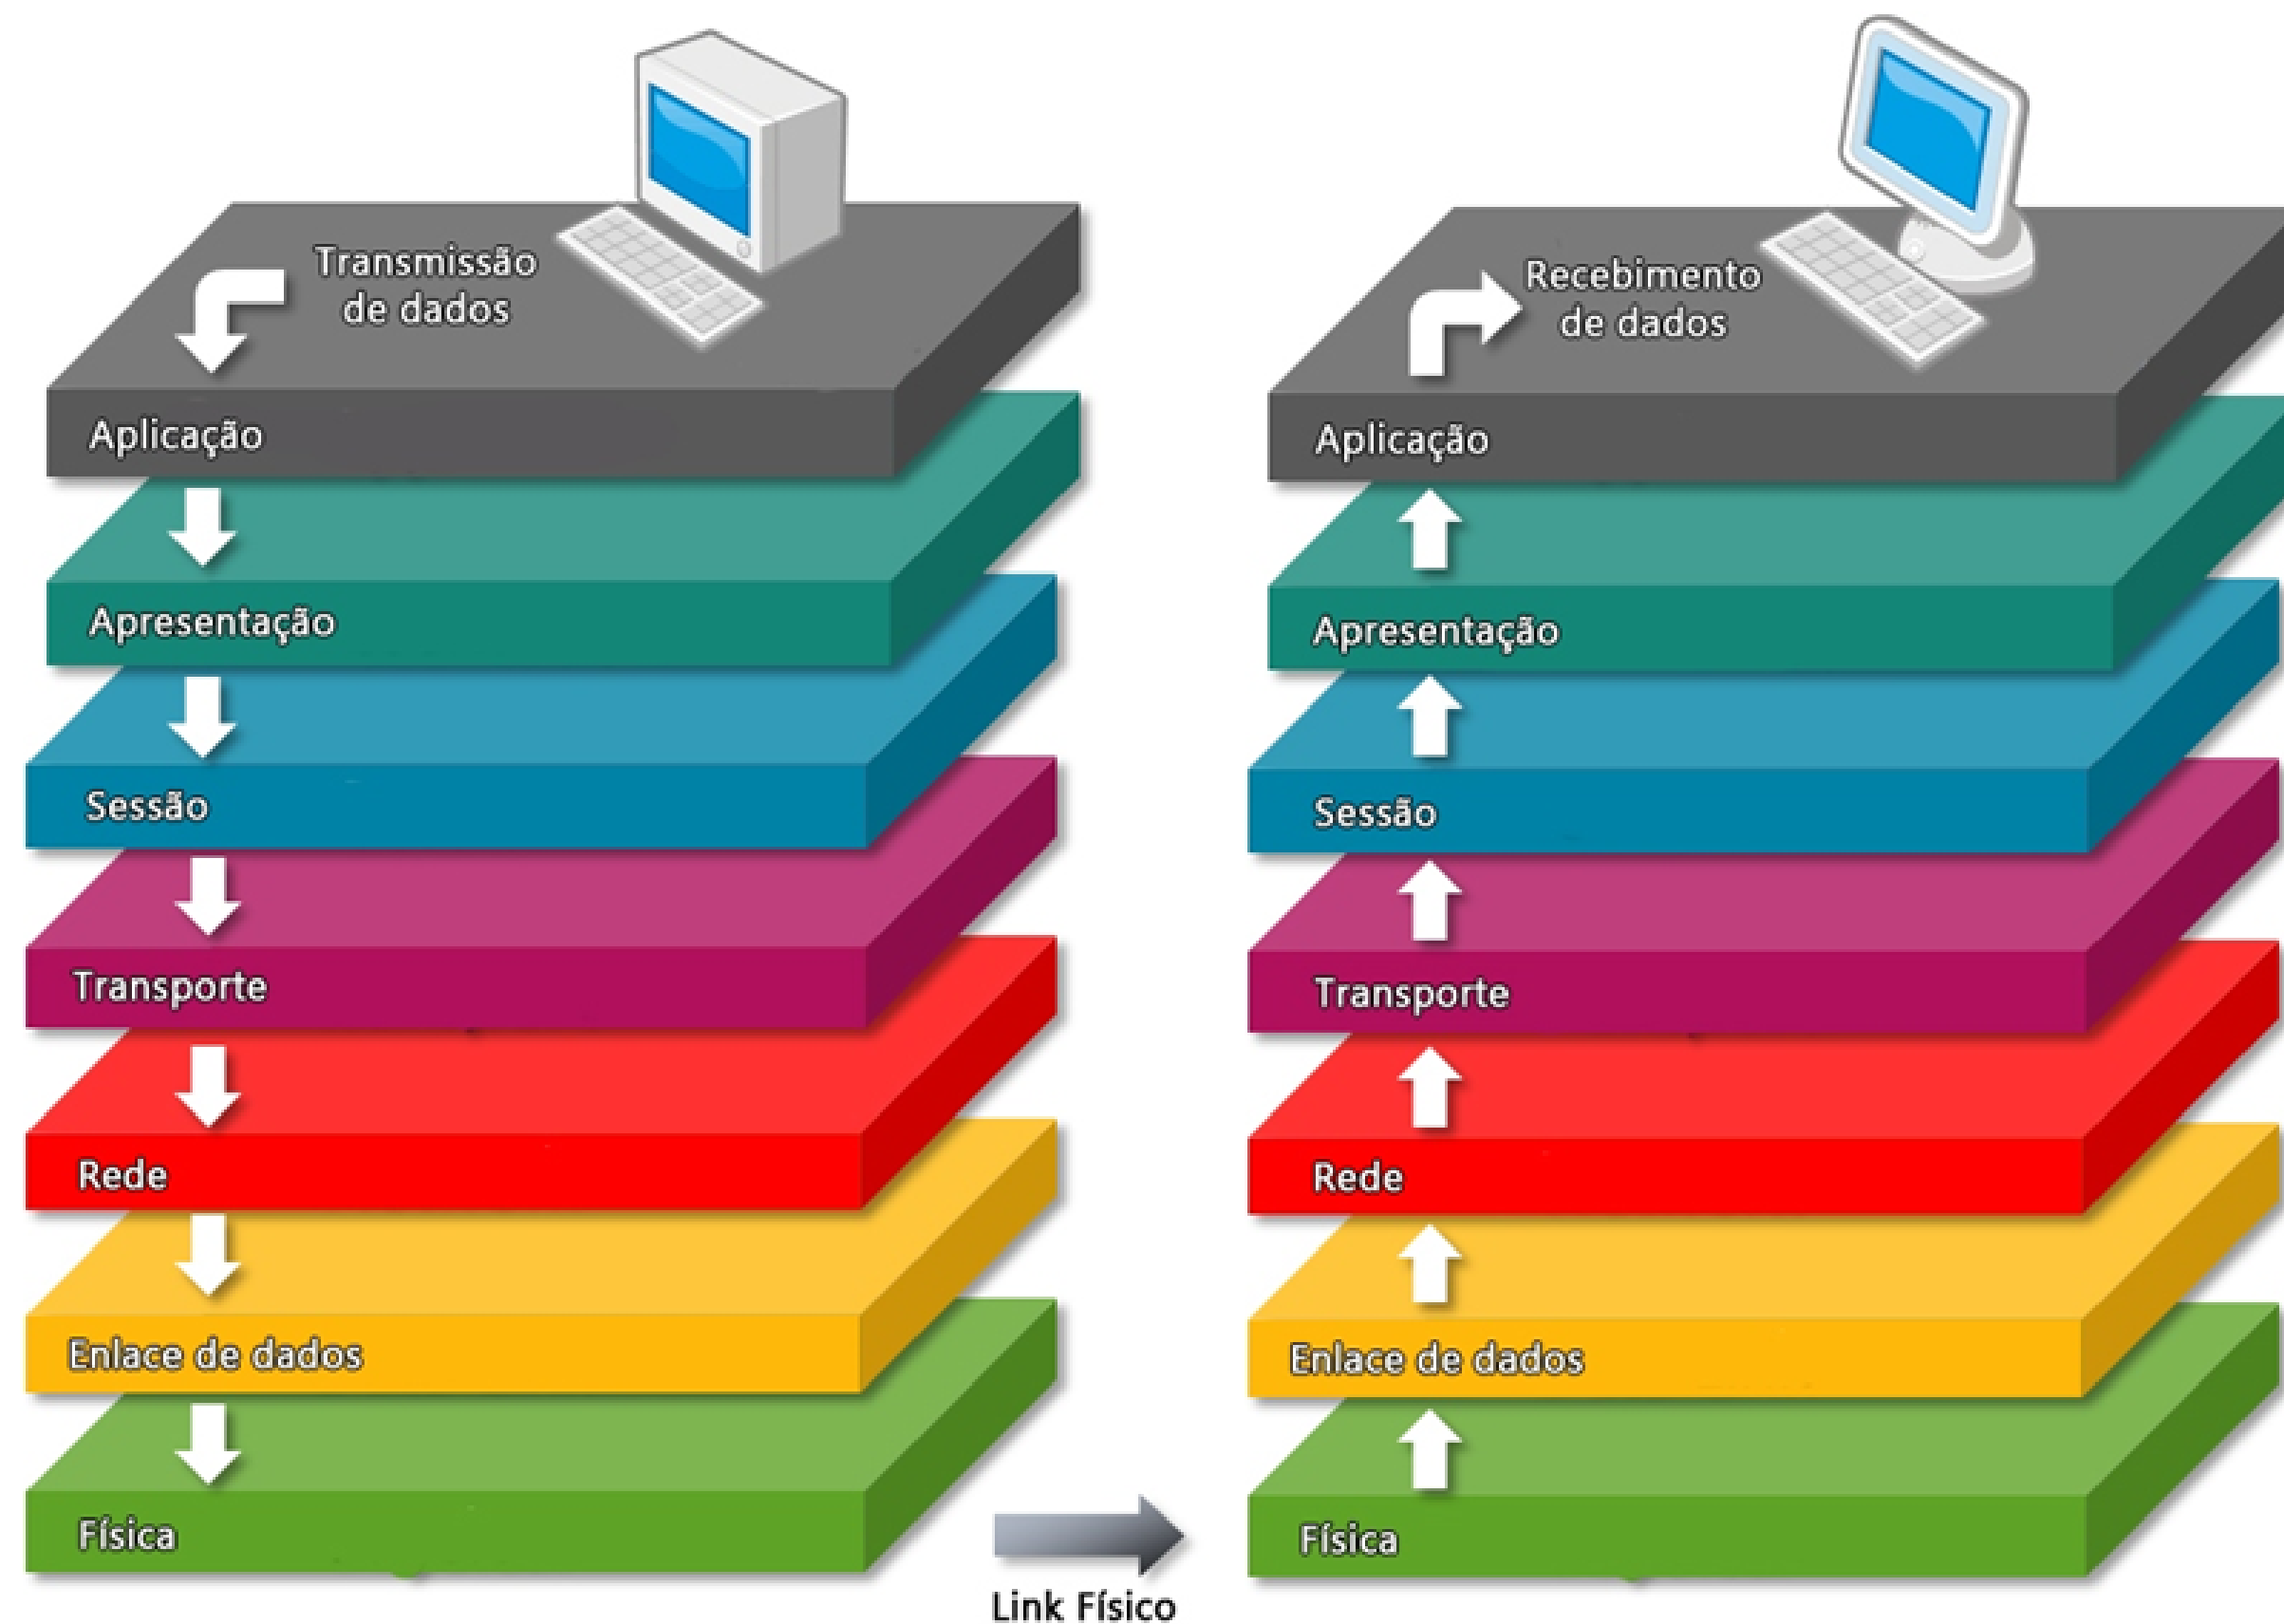 Transmissão
de dados
Aplicação
Apresentação
Sessão
Transporte
Rede
Enlace de dados
Física
Link Físico
Recebimento
de dados
Aplicação
Apresentação
Sessão
Transporte
Rede
Enlace de dados
Física